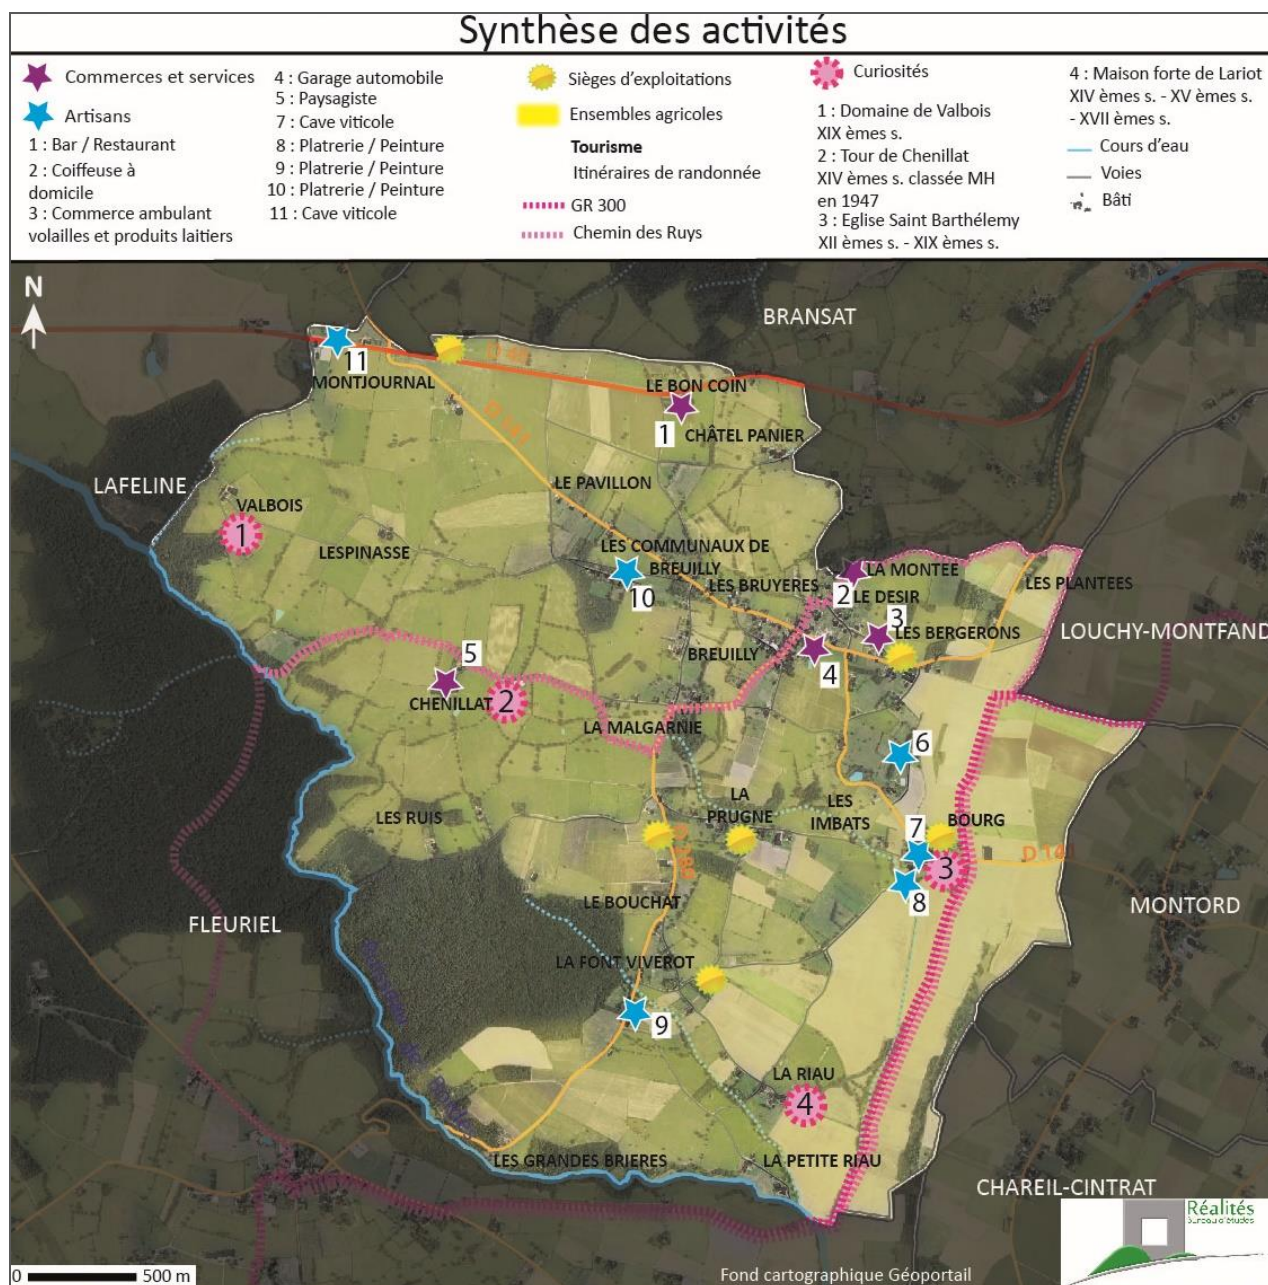 Synthèse des activités
Commerces et services
Artisans
1 : Bar / Restaurant
2 : Coiffeuse à
domicile
3 : Commerce ambulant
volailles et produits laitiers
4 : Garage automobile
5 : Paysagiste
7 : Cave viticole
8 : Platrerie / Peinture
9 : Platrerie / Peinture
10 : Platrerie / Peinture
11 : Cave viticole
Sièges d'exploitations
Ensembles agricoles
Tourisme
Itinéraires de randonnée
GR 300
Chemin des Ruys
Curiosités
1 : Domaine de Valbois
XIX èmes s.
2 : Tour de Chenillat
XIV èmes s. classée MH
en 1947
3 : Eglise Saint Barthélemy
XII èmes s. - XIX èmes s.
4 : Maison forte de Lariot
XIV èmes s. - XV èmes s.
- XVII èmes s.
Cours d'eau
Voies
Bâti
N
BRANSAT
11
MONTJOURNAL
LE BON COIN
1
CHÂTEL PANIER
LAFELINE
LE PAVILLON
VALBOIS
1
LESPINASSE
LES COMMUNAUX DE
BREUILLY
10
LES BRUYERES
LA MONTEE
2
LE DESIR
LES PLANTEES
3
LES BERGERONS
LOUCHY-MONTFAND
5
BREUILLY
4
CHENILLAT
2
LA MALGARNIE
6
LES RUIS
LA
PRUGNE
LES
IMBATS
BOURG
7
3
D 14
8
LE BOUCHAT
MONTORD
FLEURIEL
LA FONT VIVEROT
9
LA RIAU
4
LES GRANDES BRIERES
LA PETITE RIAU
CHAREIL-CINTRAT
Réalités
Bureau d'études
0
500 m
Fond cartographique Géoportail